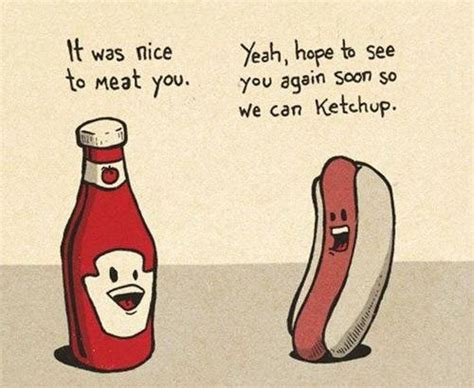 It was nice
to meat you.
Yeah, hope to see
you again soon so
we can Ketchup.